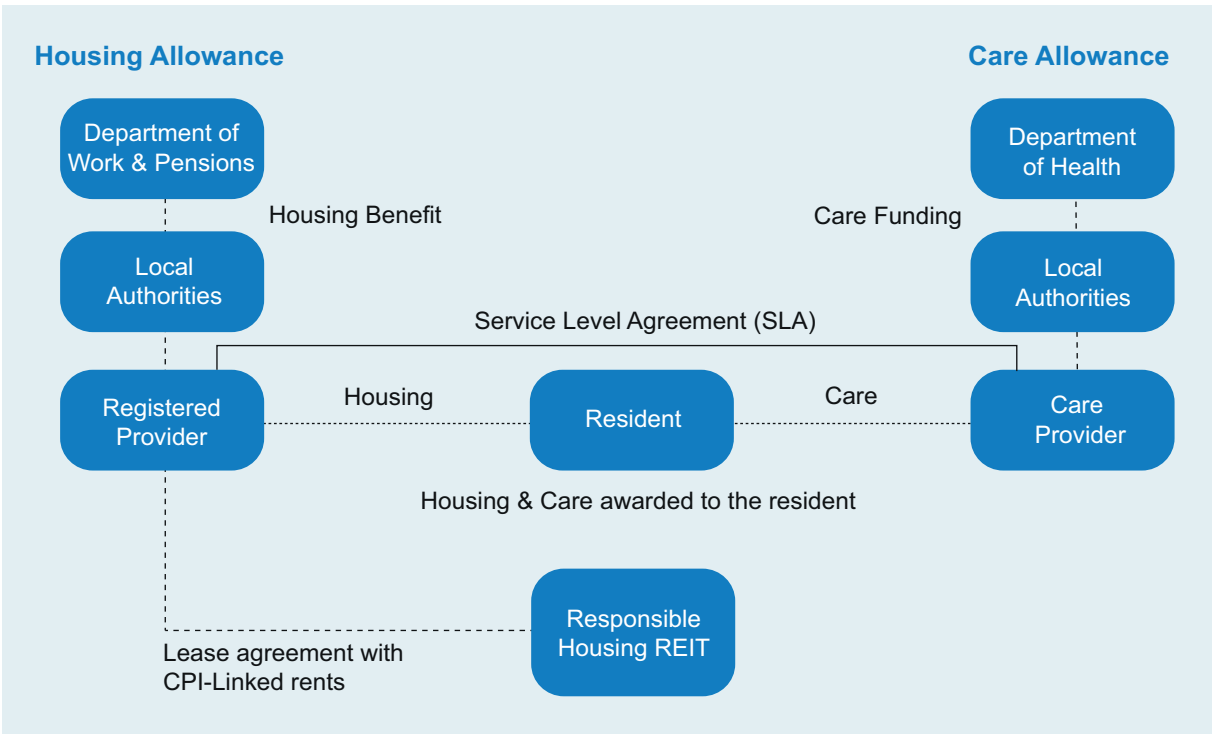 Housing Allowance
Care Allowance
Department of
Work & Pensions
Department
of Health
Housing Benefit
Care Funding
Local
Authorities
Local
Authorities
Service Level Agreement (SLA)
Registered
Provider
Housing
Resident
Care
Care
Provider
Housing & Care awarded to the resident
Responsible
Housing REIT
Lease agreement with
CPI-Linked rents